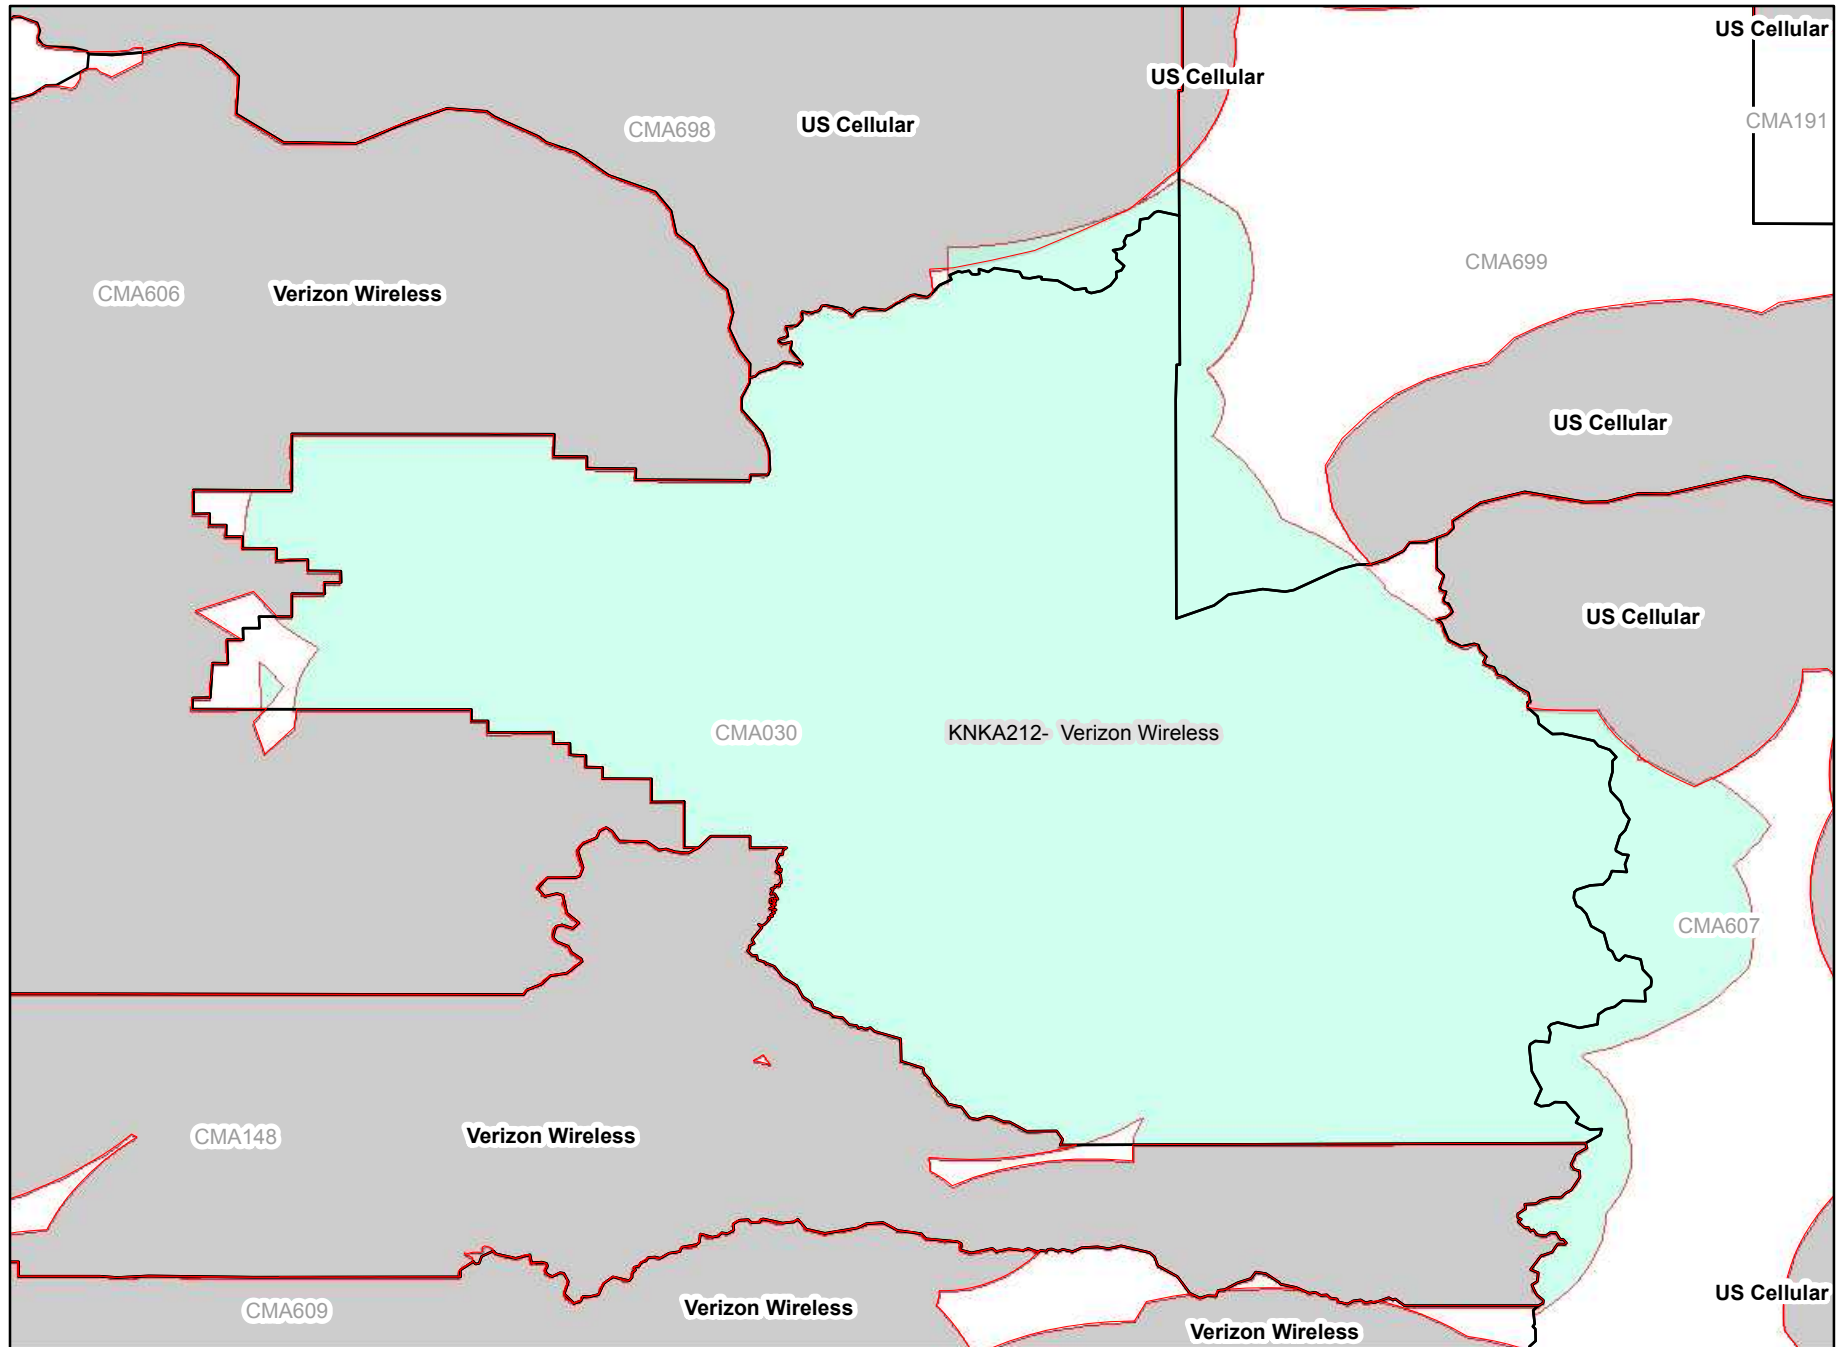 US Cellular
US Cellular
CMA191
CMA698
US Cellular
CMA699
CMA606
Verizon Wireless
US Cellular
US Cellular
CMA030
KNKA212- Verizon Wireless
CMA607
CMA148
Verizon Wireless
US Cellular
CMA609
Verizon Wireless
Verizon Wireless